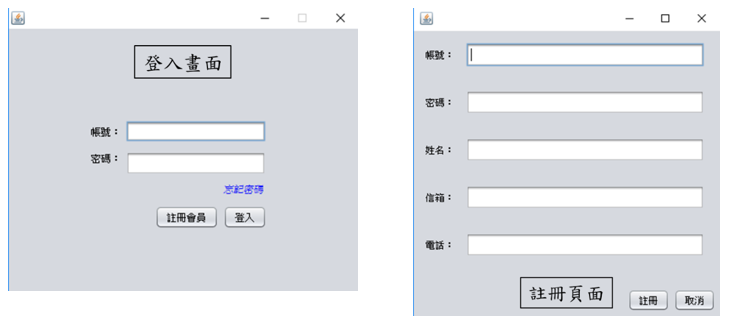 登入畫面
帳號：
密碼：
忘記密碼
註冊會員 登入
帳號：
密碼：
姓名：
信箱：
電話：
註冊頁面
註冊 取消